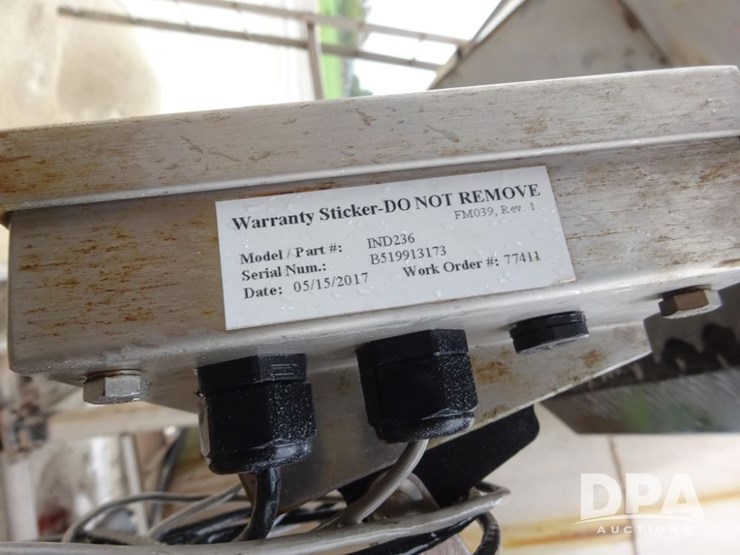 Warranty Sticker-DO NOT REMOVE
FM039, Rev. 1
Model / Part #: IND236
Serial Num.: B519913173
Date: 05/15/2017 Work Order #: 77411
DPA
AUCTIONS